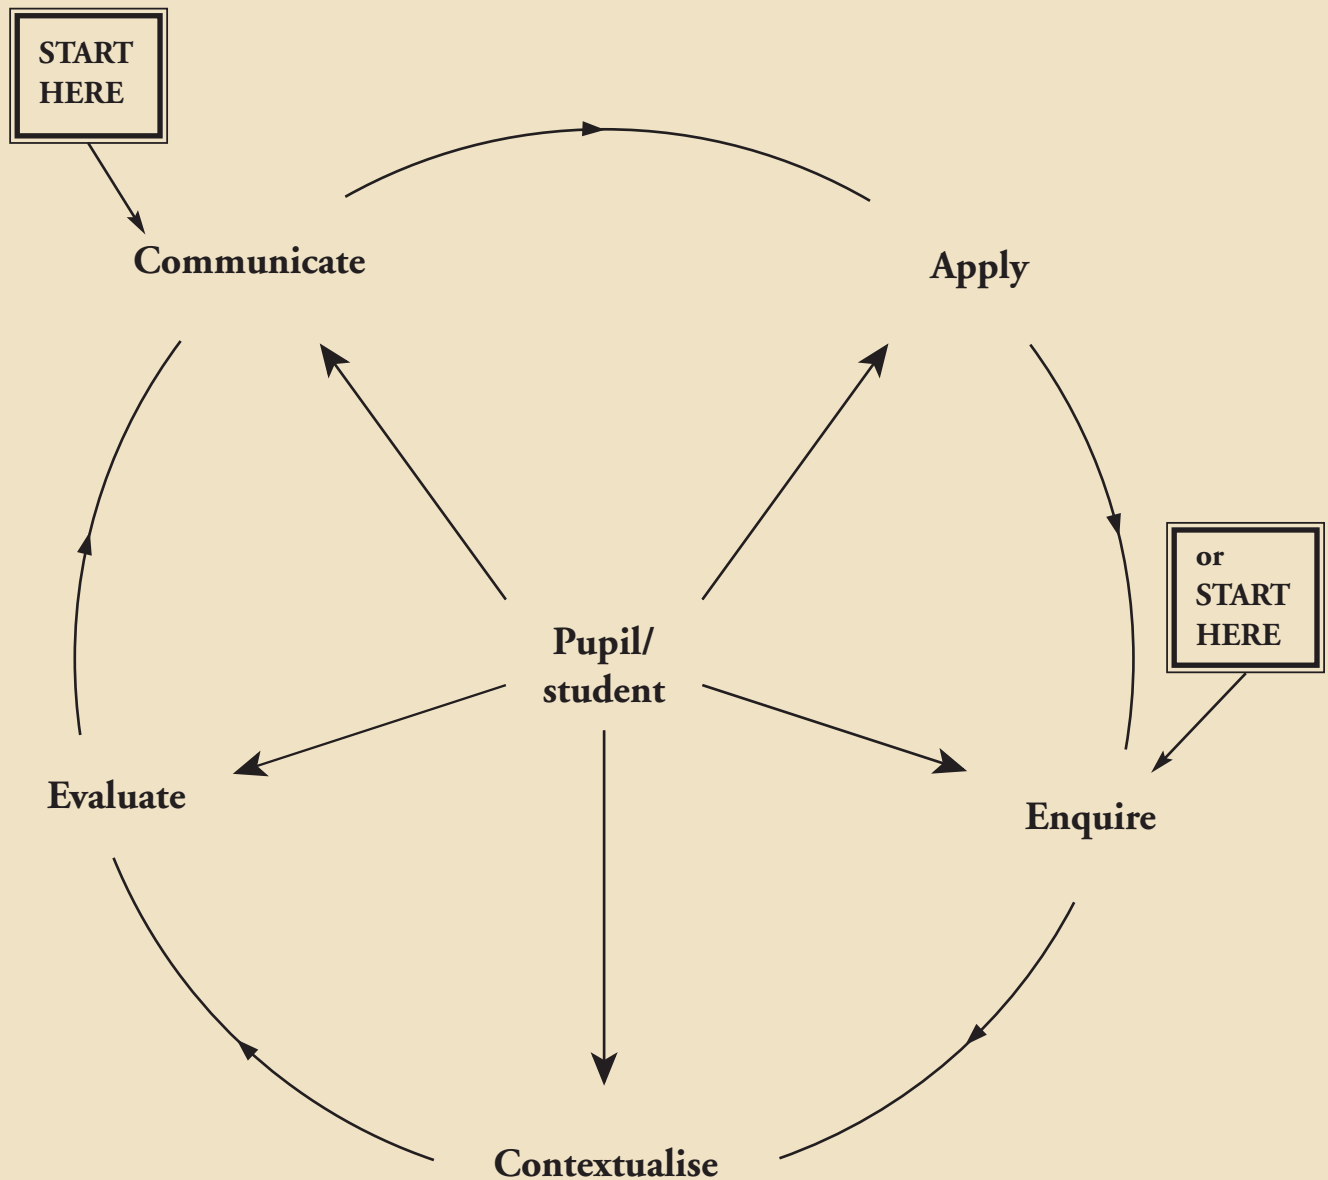 START
HERE
Communicate
Apply
or
START
HERE
Pupil/
student
Evaluate
Enquire
Contextualise